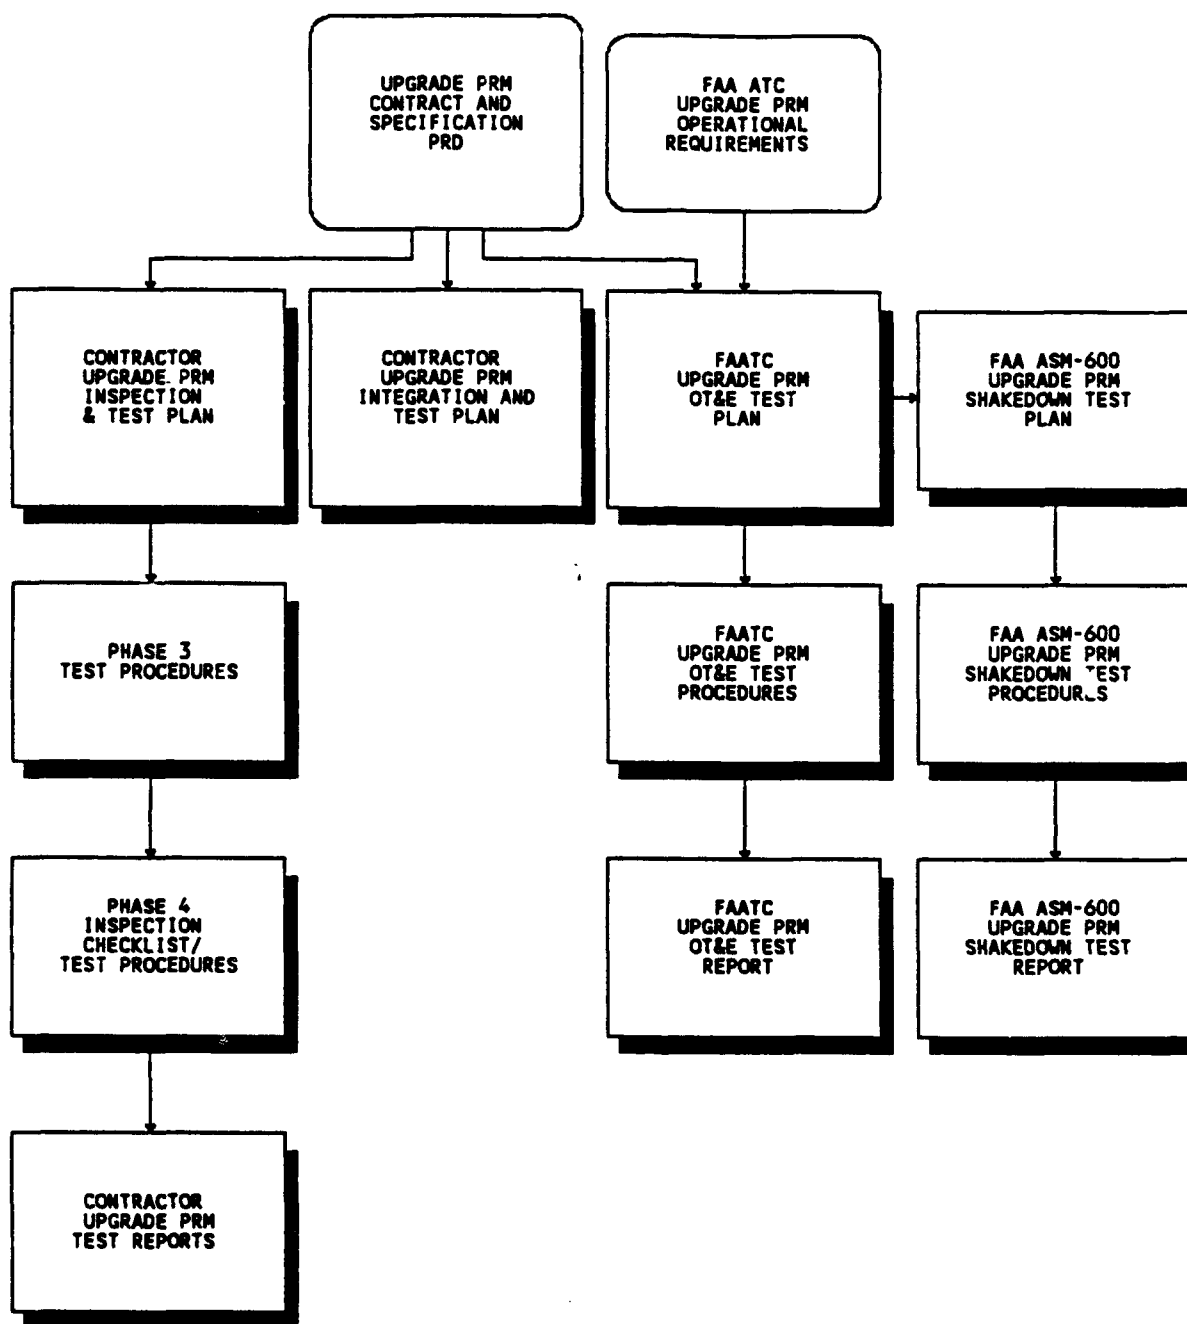 UPGRADE PRM
CONTRACT AND
SPECIFICATION
PRD
FAA ATC
UPGRADE PRM
OPERATIONAL
REQUIREMENTS
CONTRACTOR
UPGRADE PRM
INSPECTION
& TEST PLAN
CONTRACTOR
UPGRADE PRM
INTEGRATION AND
TEST PLAN
FAATC
UPGRADE PRM
OT&E TEST
PLAN
FAA ASM-600
UPGRADE PRM
SHAKEDOWN TEST
PLAN
PHASE 3
TEST PROCEDURES
FAATC
UPGRADE PRM
OT&E TEST
PROCEDURES
FAA ASM-600
UPGRADE PRM
SHAKEDOWN TEST
PROCEDURES
PHASE 4
INSPECTION
CHECKLIST/
TEST PROCEDURES
FAATC
UPGRADE PRM
OT&E TEST
REPORT
FAA ASM-600
UPGRADE PRM
SHAKEDOWN TEST
REPORT
CONTRACTOR
UPGRADE PRM
TEST REPORTS